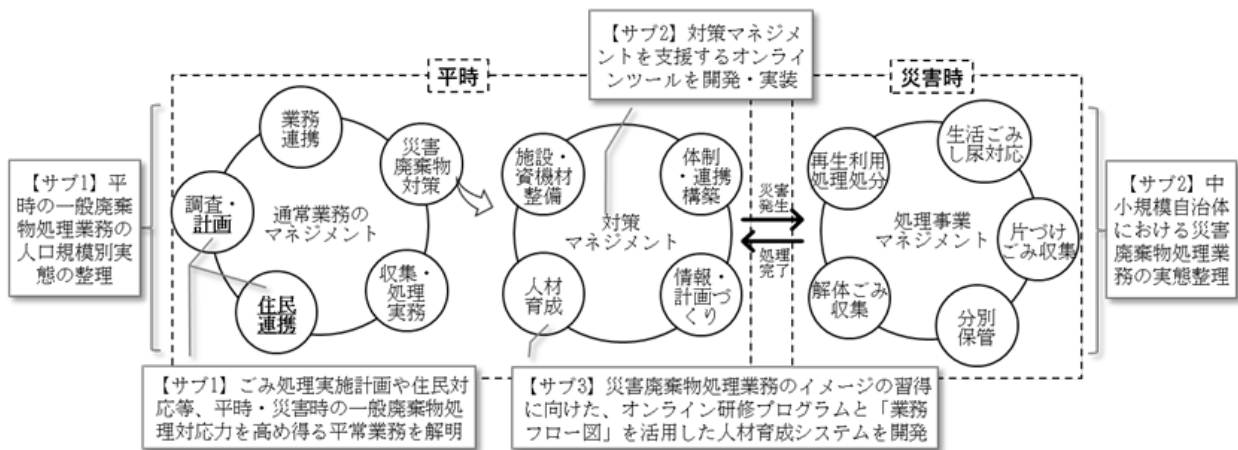 【サブ2】対策マネジメ
ントを支援するオンライ
ンツールを開発・実装
平時
災害時
【サブ1】平
時の一般廃棄
物処理業務の
人口規模別実
態の整理
業務
連携
災害
廃棄物
対策
調査・
計画
通常業務の
マネジメント
住民
連携
収集・
処理
実務
施設・
資機材
整備
体制
・連携
構築
対策
マネジメント
人材
育成
情報・
計画づ
くり
災害
発生
処理
完了
再生利用
処理処分
生活ごみ
し尿対応
処理事業
マネジメント
片づけ
ごみ収集
解体ごみ
収集
分別
保管
【サブ2】中
小規模自治体
における災害
廃棄物処理業
務の実態整理
【サブ1】ごみ処理実施計画や住民対
応等、平時・災害時の一般廃棄物処
理対応力を高め得る平常業務を解明
【サブ3】災害廃棄物処理業務のイメージの習得
に向けた、オンライン研修プログラムと「業務
フロー図」を活用した人材育成システムを開発